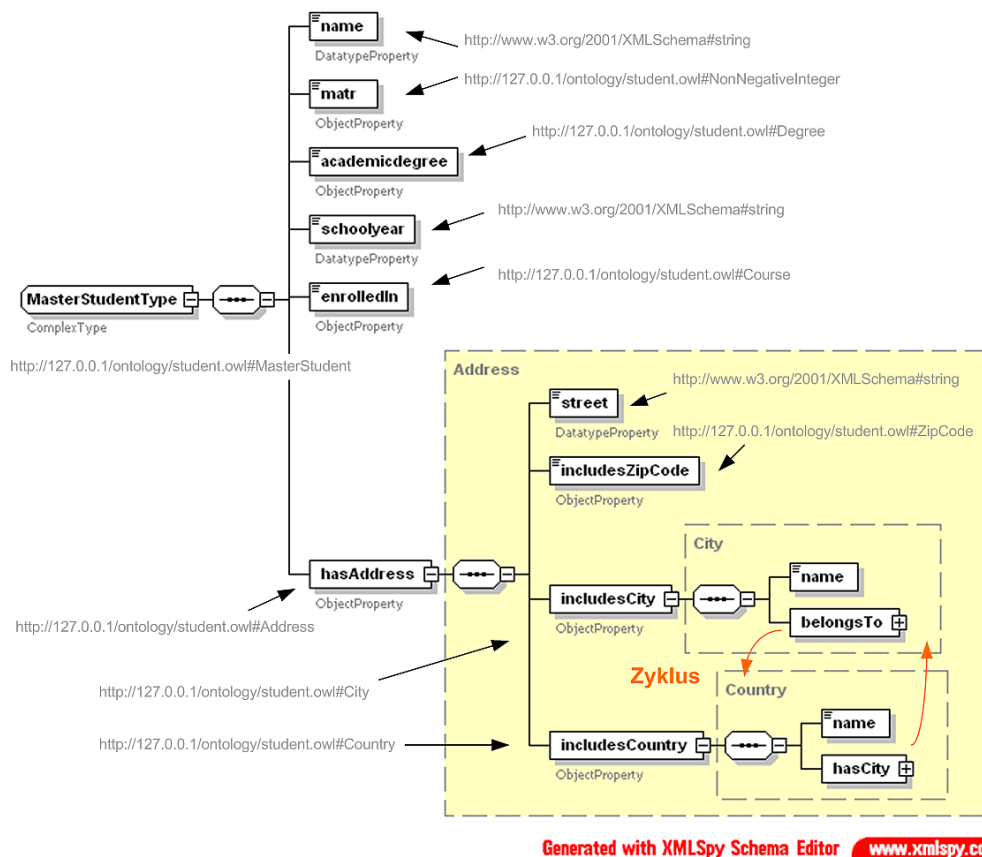 name
http://www.w3.org/2001/XMLSchema#string
DatatypeProperty
matr
http://127.0.0.1/ontology/student.owl#NonNegativeInteger
ObjectProperty
http://127.0.0.1/ontology/student.owl#Degree
academicdegree
ObjectProperty
http://www.w3.org/2001/XMLSchema#string
schoolyear
DatatypeProperty
http://127.0.0.1/ontology/student.owl#Course
MasterStudentType
enrolledIn
ComplexType
ObjectProperty
http://127.0.0.1/ontology/student.owl#MasterStudent
Address
http://www.w3.org/2001/XMLSchema#string
street
DatatypeProperty
http://127.0.0.1/ontology/student.owl#ZipCode
includesZipCode
ObjectProperty
City
hasAddress
name
ObjectProperty
includesCity
belongsTo
http://127.0.0.1/ontology/student.owl#Address
ObjectProperty
Zyklus
http://127.0.0.1/ontology/student.owl#City
Country
name
http://127.0.0.1/ontology/student.owl#Country
includesCountry
hasCity
ObjectProperty
Generated with XMLSpy Schema Editor